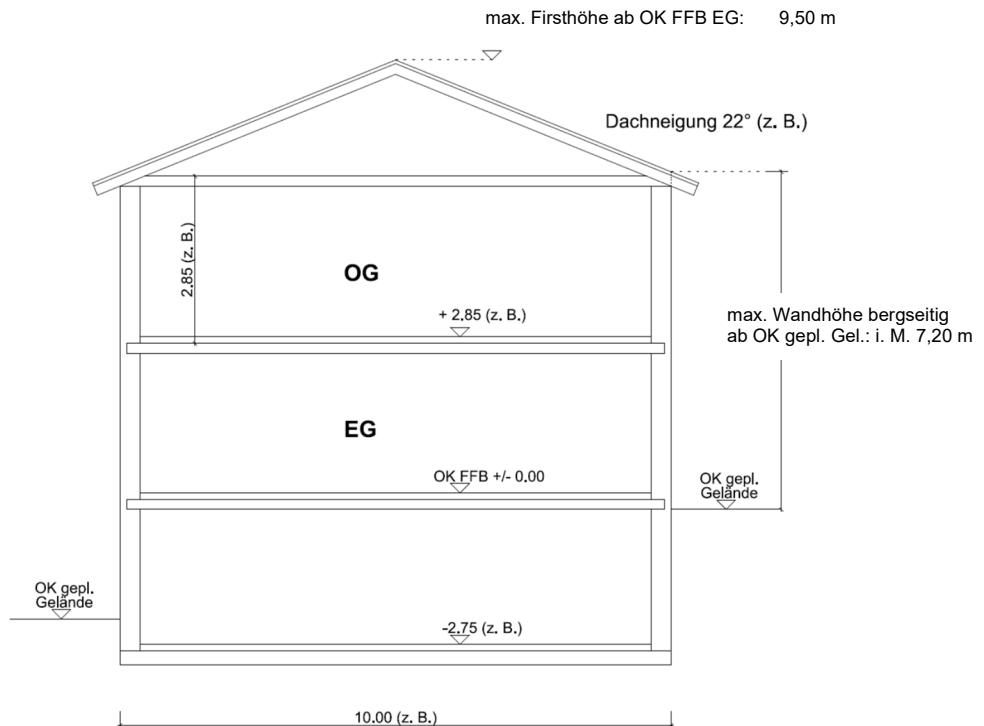 max. Firsthöhe ab OK FFB EG: 9,50 m
Dachneigung 22° (z. B.)
2.85 (z. B.)
OG
+ 2.85 (z. B.)
max. Wandhöhe bergseitig
ab OK gepl. Gel.: i. M. 7,20 m
EG
OK FFB +/- 0.00
OK gepl.
Gelände
OK gepl.
Gelände
-2.75 (z. B.)
10.00 (z. B.)